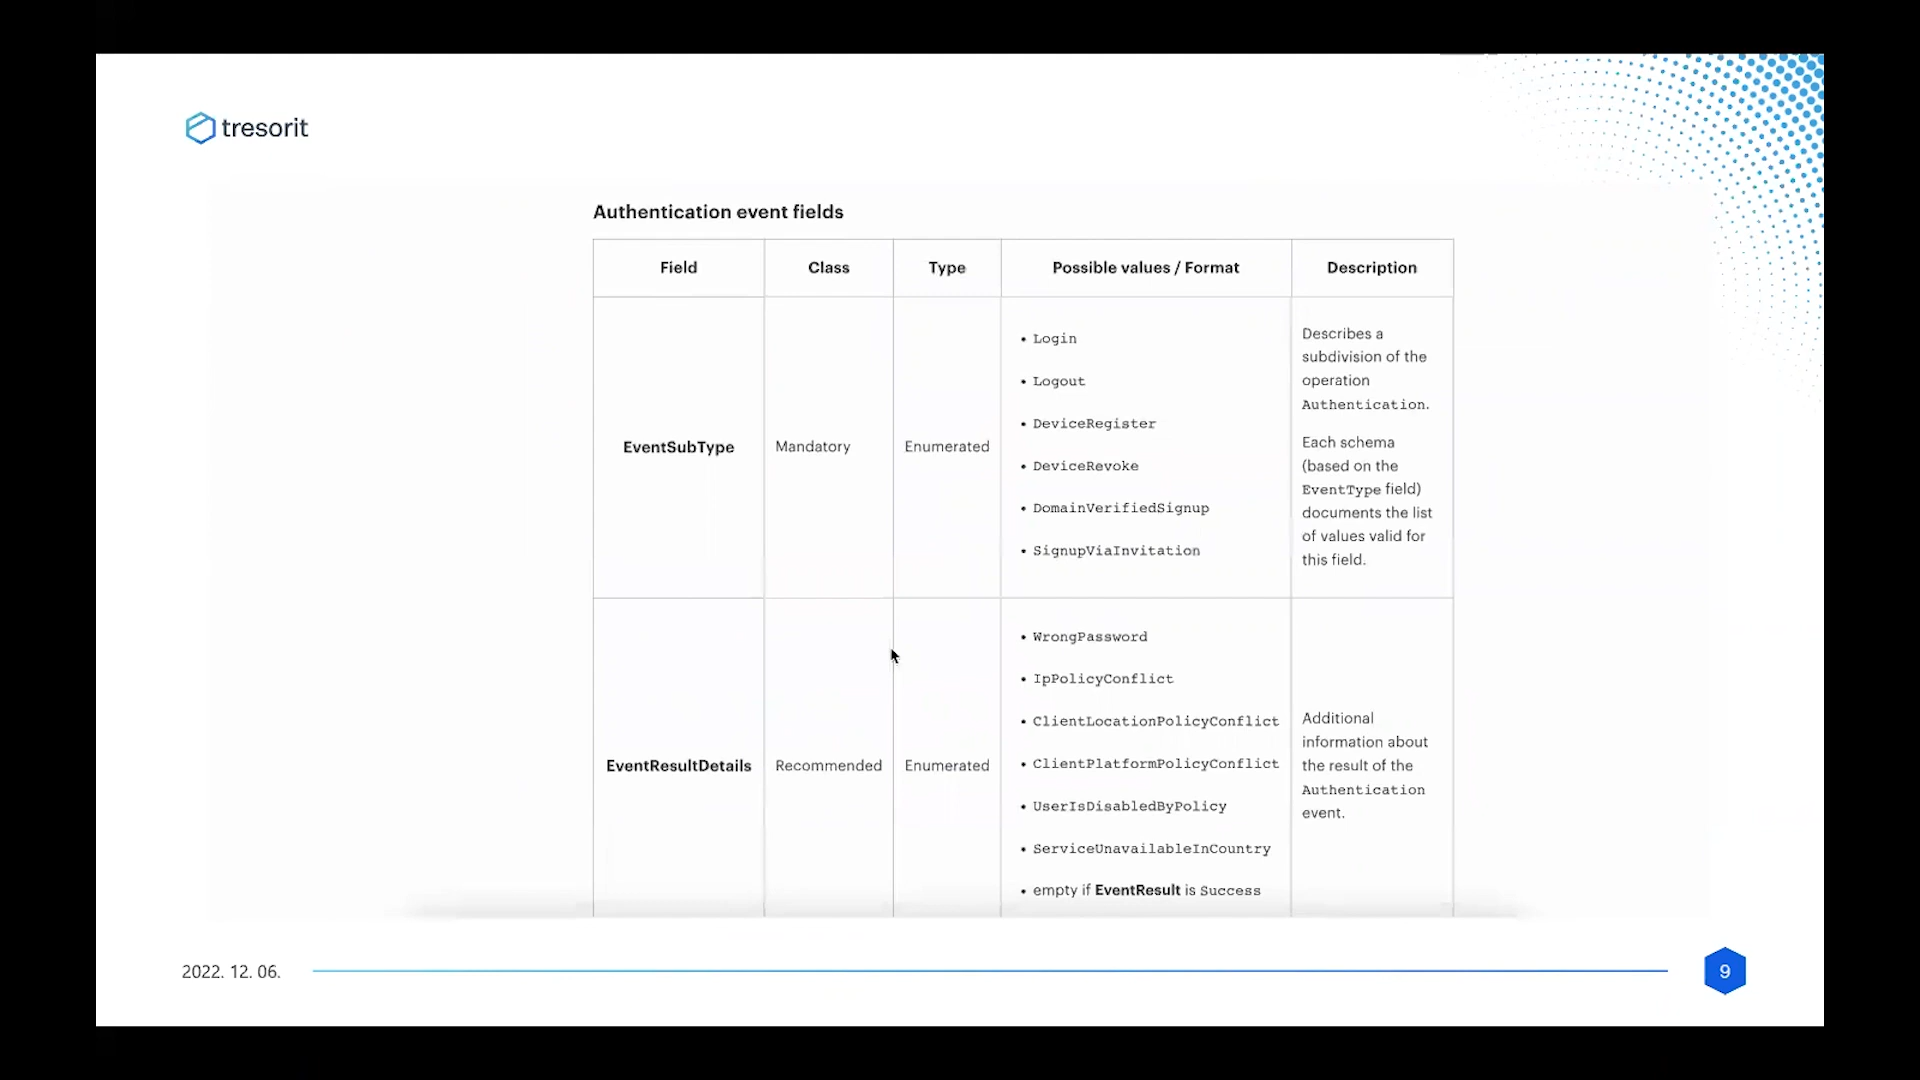 tresorit
Authentication event fields
Field
Class
Type
Possible values / Format
Description
EventSubType
Mandatory
Enumerated
• Login
• Logout
• DeviceRegister
• DeviceRevoke
• DomainVerifiedSignup
• SignupViaInvitation
Describes a
subdivision of the
operation
Authentication.
Each schema
(based on the
EventType field)
documents the list
of values valid for
this field.
EventResultDetails
Recommended
Enumerated
• WrongPassword
• IpPolicyConflict
• ClientLocationPolicyConflict
• ClientPlatformPolicyConflict
• UserIsDisabledByPolicy
• ServiceUnavailableInCountry
• empty if EventResult is Success
Additional
information about
the result of the
Authentication
event.
2022. 12. 06.
9